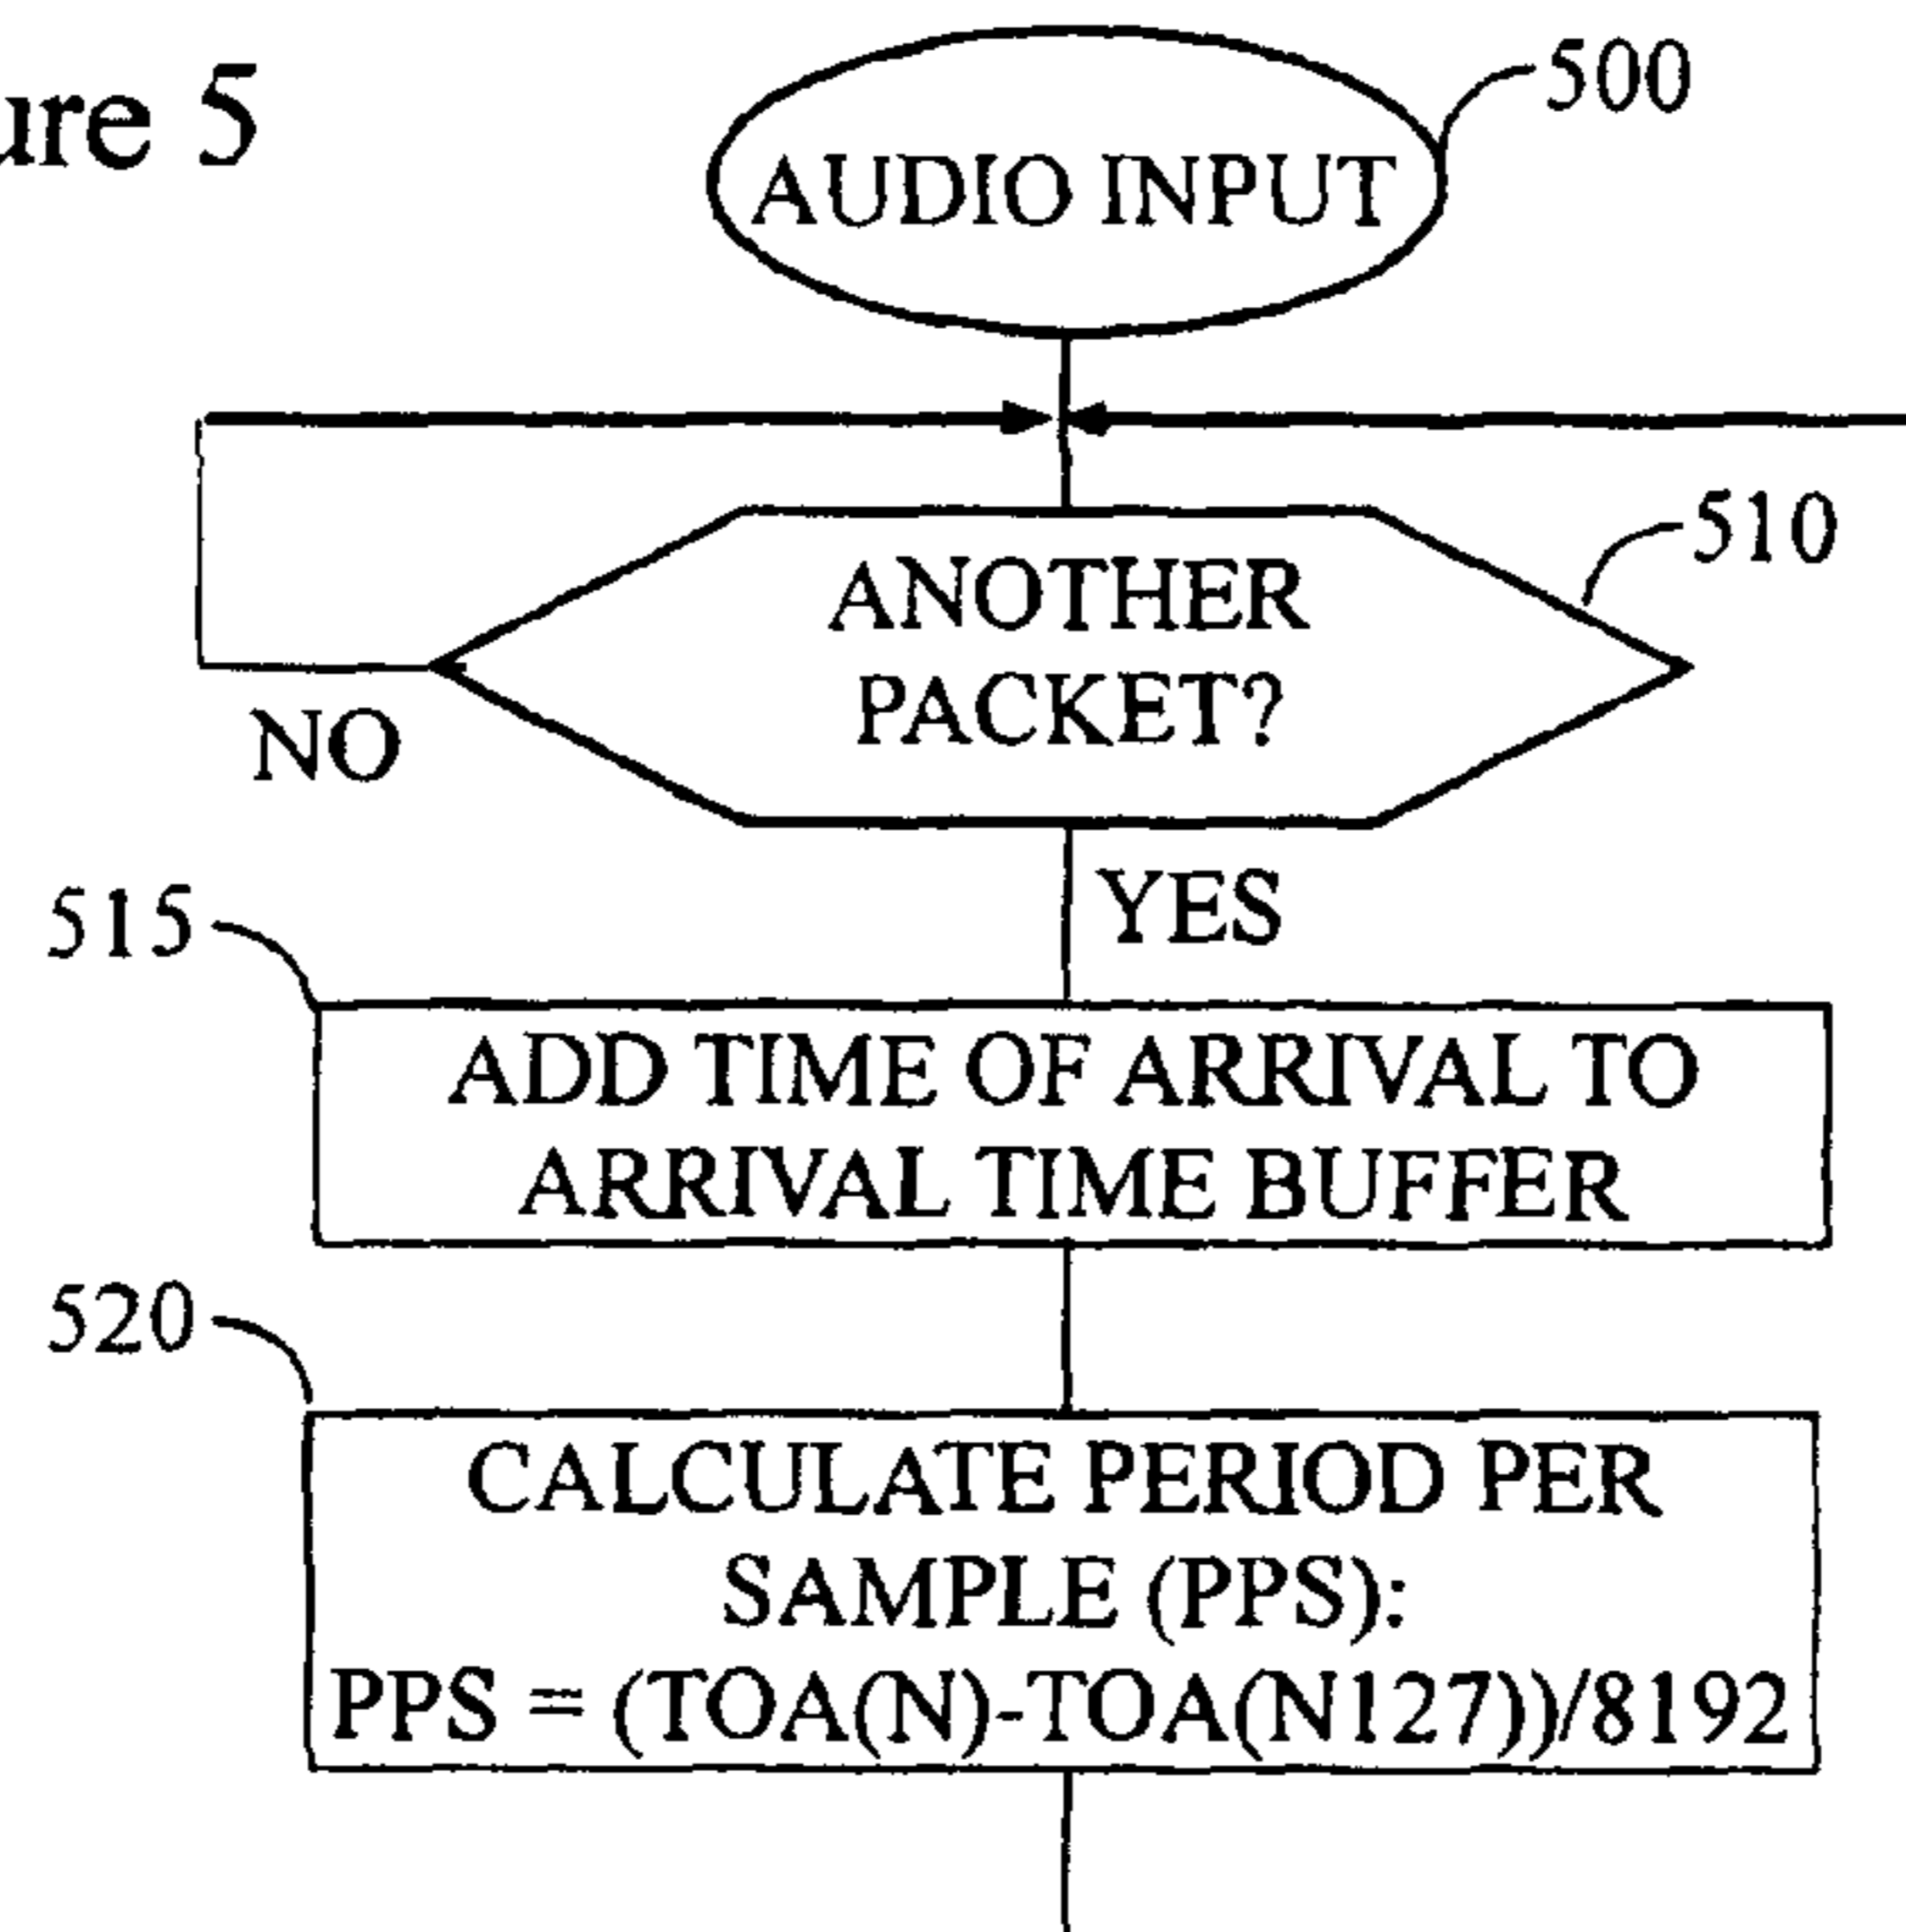 ure 5
500
AUDIO INPUT
510
ANOTHER
PACKET?
NO
YES
515
ADD TIME OF ARRIVAL TO
ARRIVAL TIME BUFFER
520
CALCULATE PERIOD PER
SAMPLE (PPS):
PPS = (TOA(N)-TOA(N127))/8192